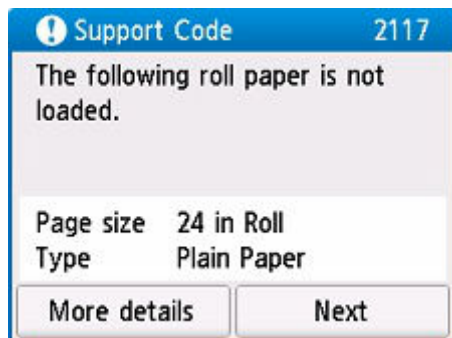 Support Code 2117
The following roll paper is not
loaded.
Page size 24 in Roll
Type Plain Paper
More details Next